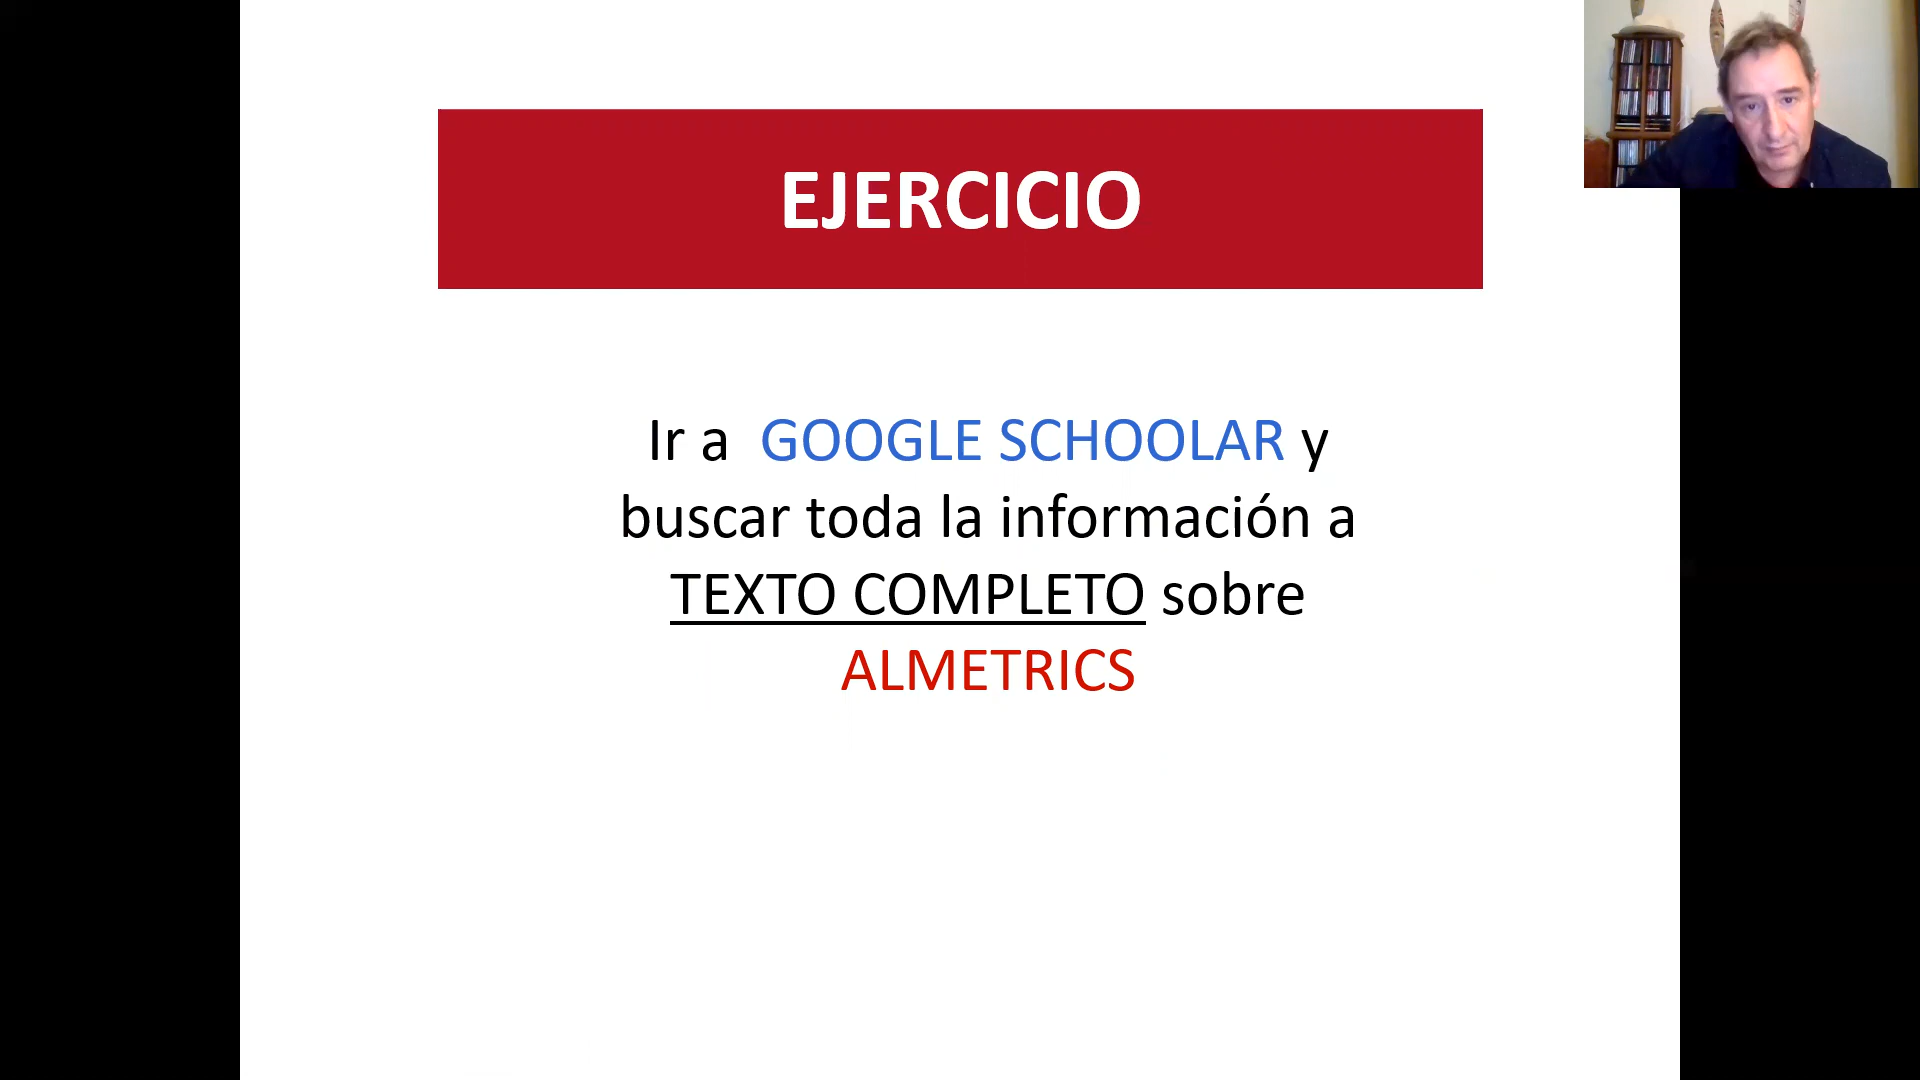 EJERCICIO
Ir a GOOGLE SCHOOLAR y
buscar toda la información a
TEXTO COMPLETO sobre
ALMETRICS